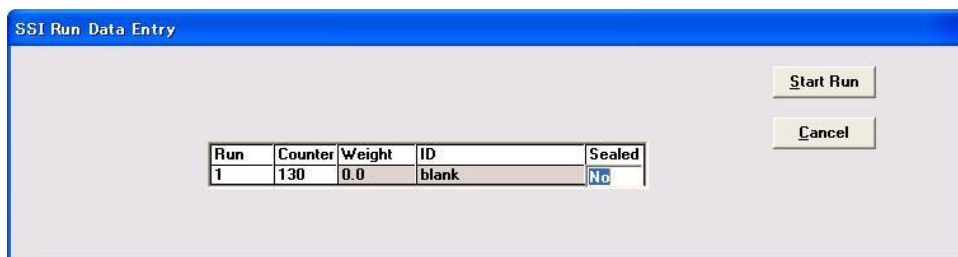 SSI Run Data Entry
Start Run
Cancel
Run Counter Weight ID Sealed
1 130 0.0 blank No